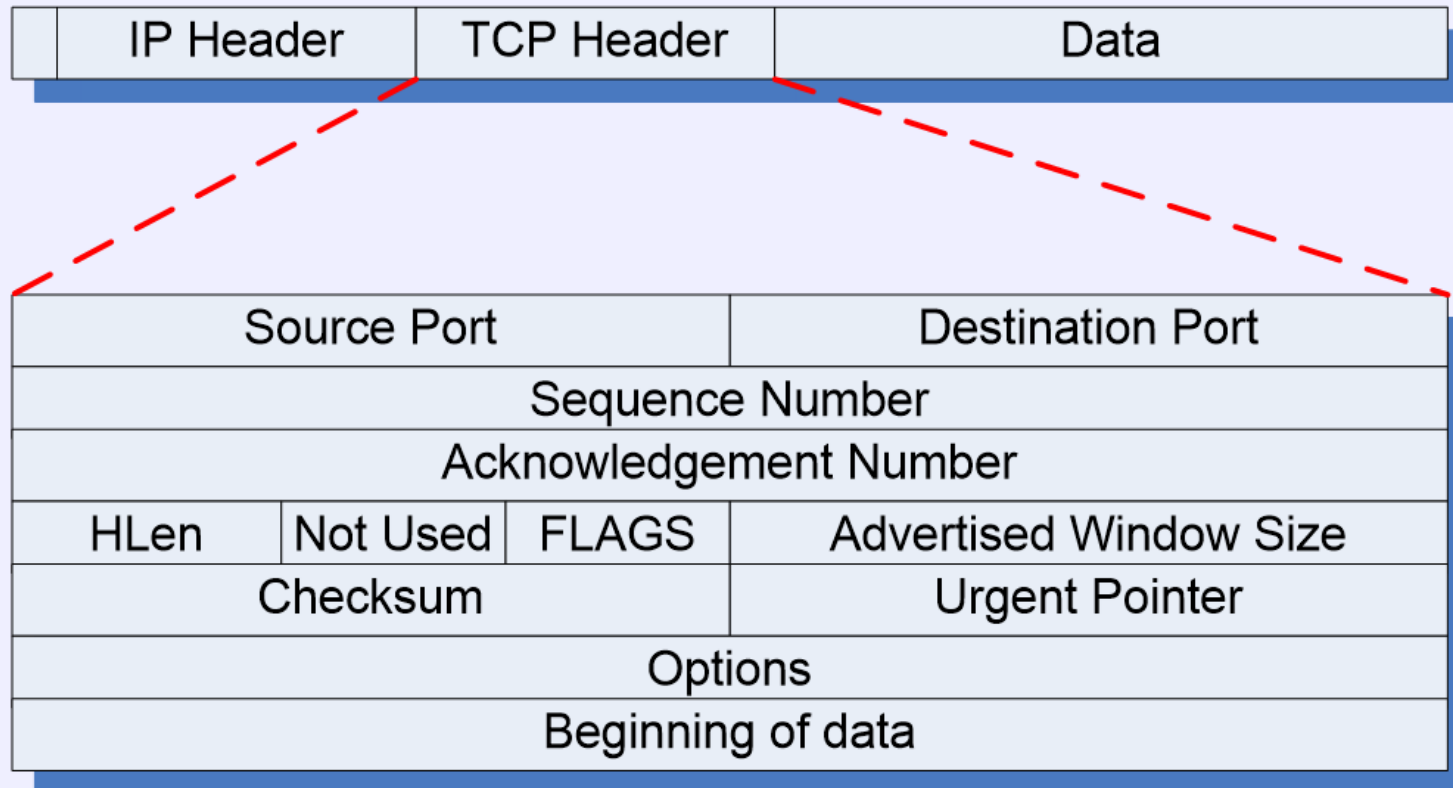 IP Header TCP Header Data
Source Port Destination Port
Sequence Number
Acknowledgement Number
HLen Not Used FLAGS Advertised Window Size
Checksum Urgent Pointer
Options
Beginning of data